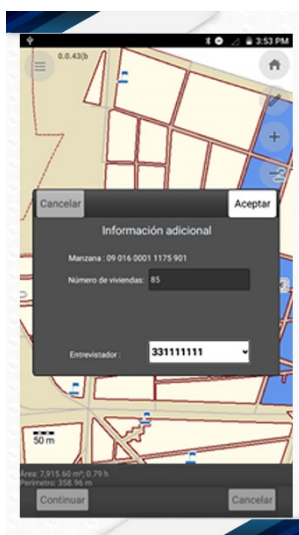 3:53 PM
0.0.43(b
Cancelar
Aceptar
Información adicional
Manzana : 09 016 0001 1175 901
Número de viviendas: 85
Entrevistador : 331111111
50 m
Área: 7,915.60 m², 0.79 h
Perímetro: 358.96 m
Continuar
Cancelar